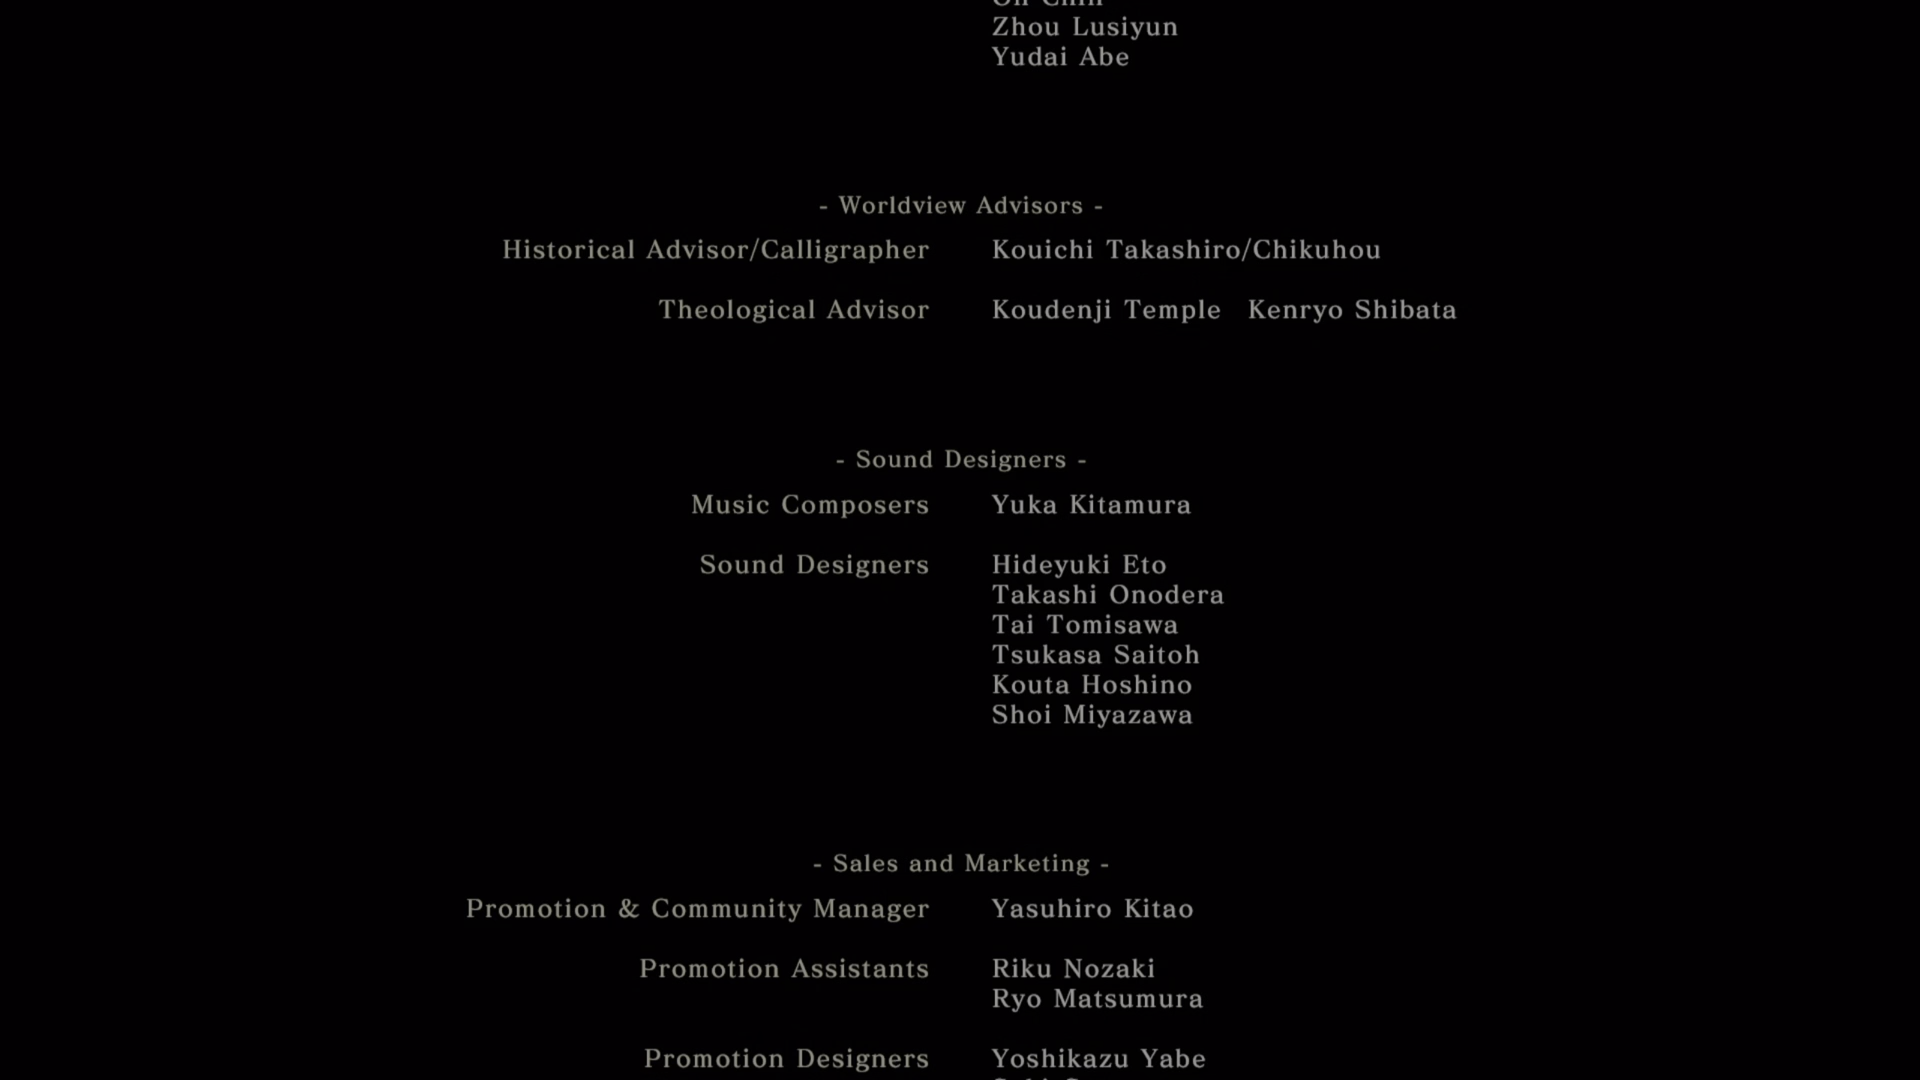 Zhou Lusiyun
Yudai Abe
- Worldview Advisors -
Historical Advisor/Calligrapher Kouichi Takashiro/Chikuhou
Theological Advisor Koudenji Temple Kenryo Shibata
- Sound Designers -
Music Composers Yuka Kitamura
Sound Designers Hideyuki Eto
Takashi Onodera
Tai Tomisawa
Tsukasa Saitoh
Kouta Hoshino
Shoi Miyazawa
- Sales and Marketing -
Promotion & Community Manager Yasuhiro Kitao
Promotion Assistants Riku Nozaki
Ryo Matsumura
Promotion Designers Yoshikazu Yabe